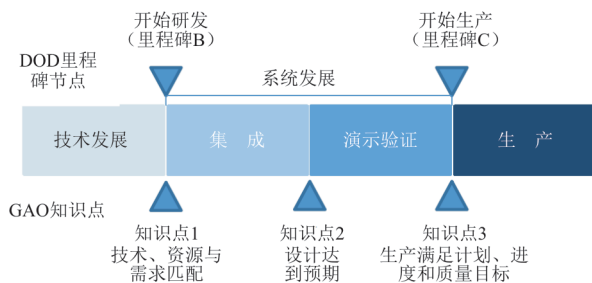 开始研发
（里程碑B）
开始生产
（里程碑C）
DOD里程
碑节点
系统发展
技术发展
集 成
演示验证
生 产
GAO知识点
知识点1
技术、资源与
需求匹配
知识点2
设计达
到预期
知识点3
生产满足计划、进
度和质量目标